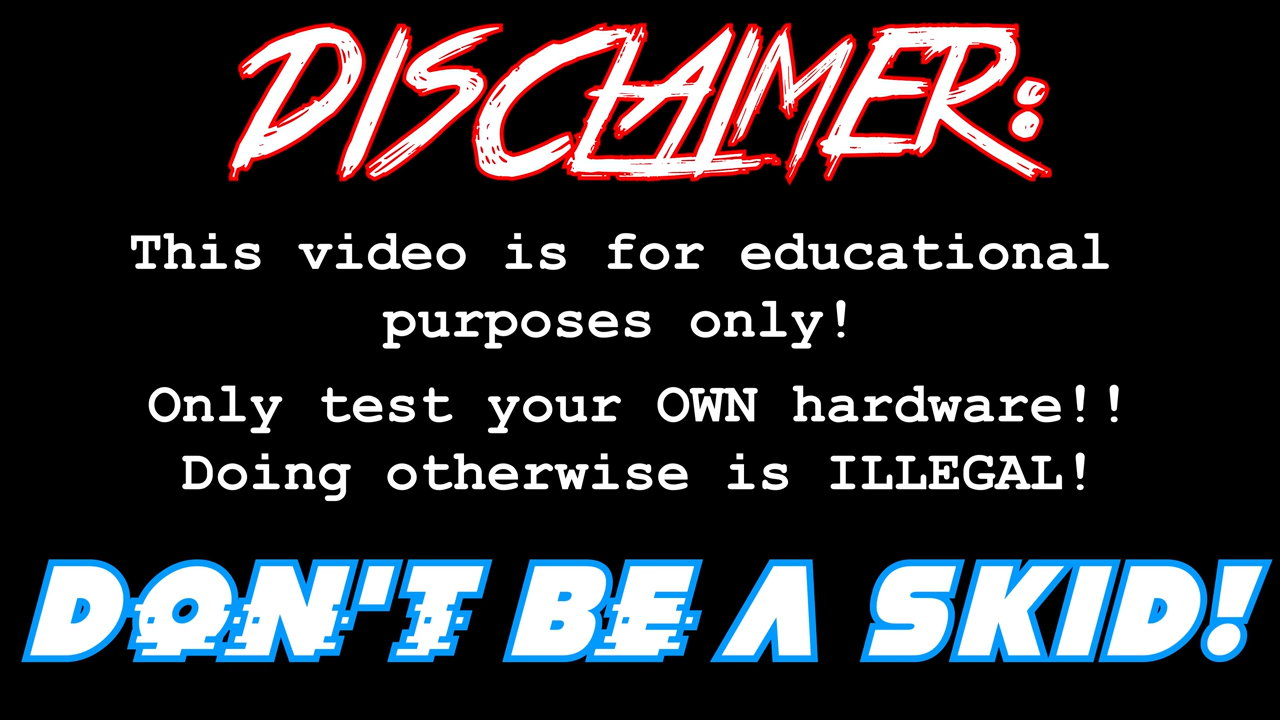 DISCLAIMER:
This video is for educational
purposes only!
Only test your OWN hardware!!
Doing otherwise is ILLEGAL!
DON'T BE A SKID!